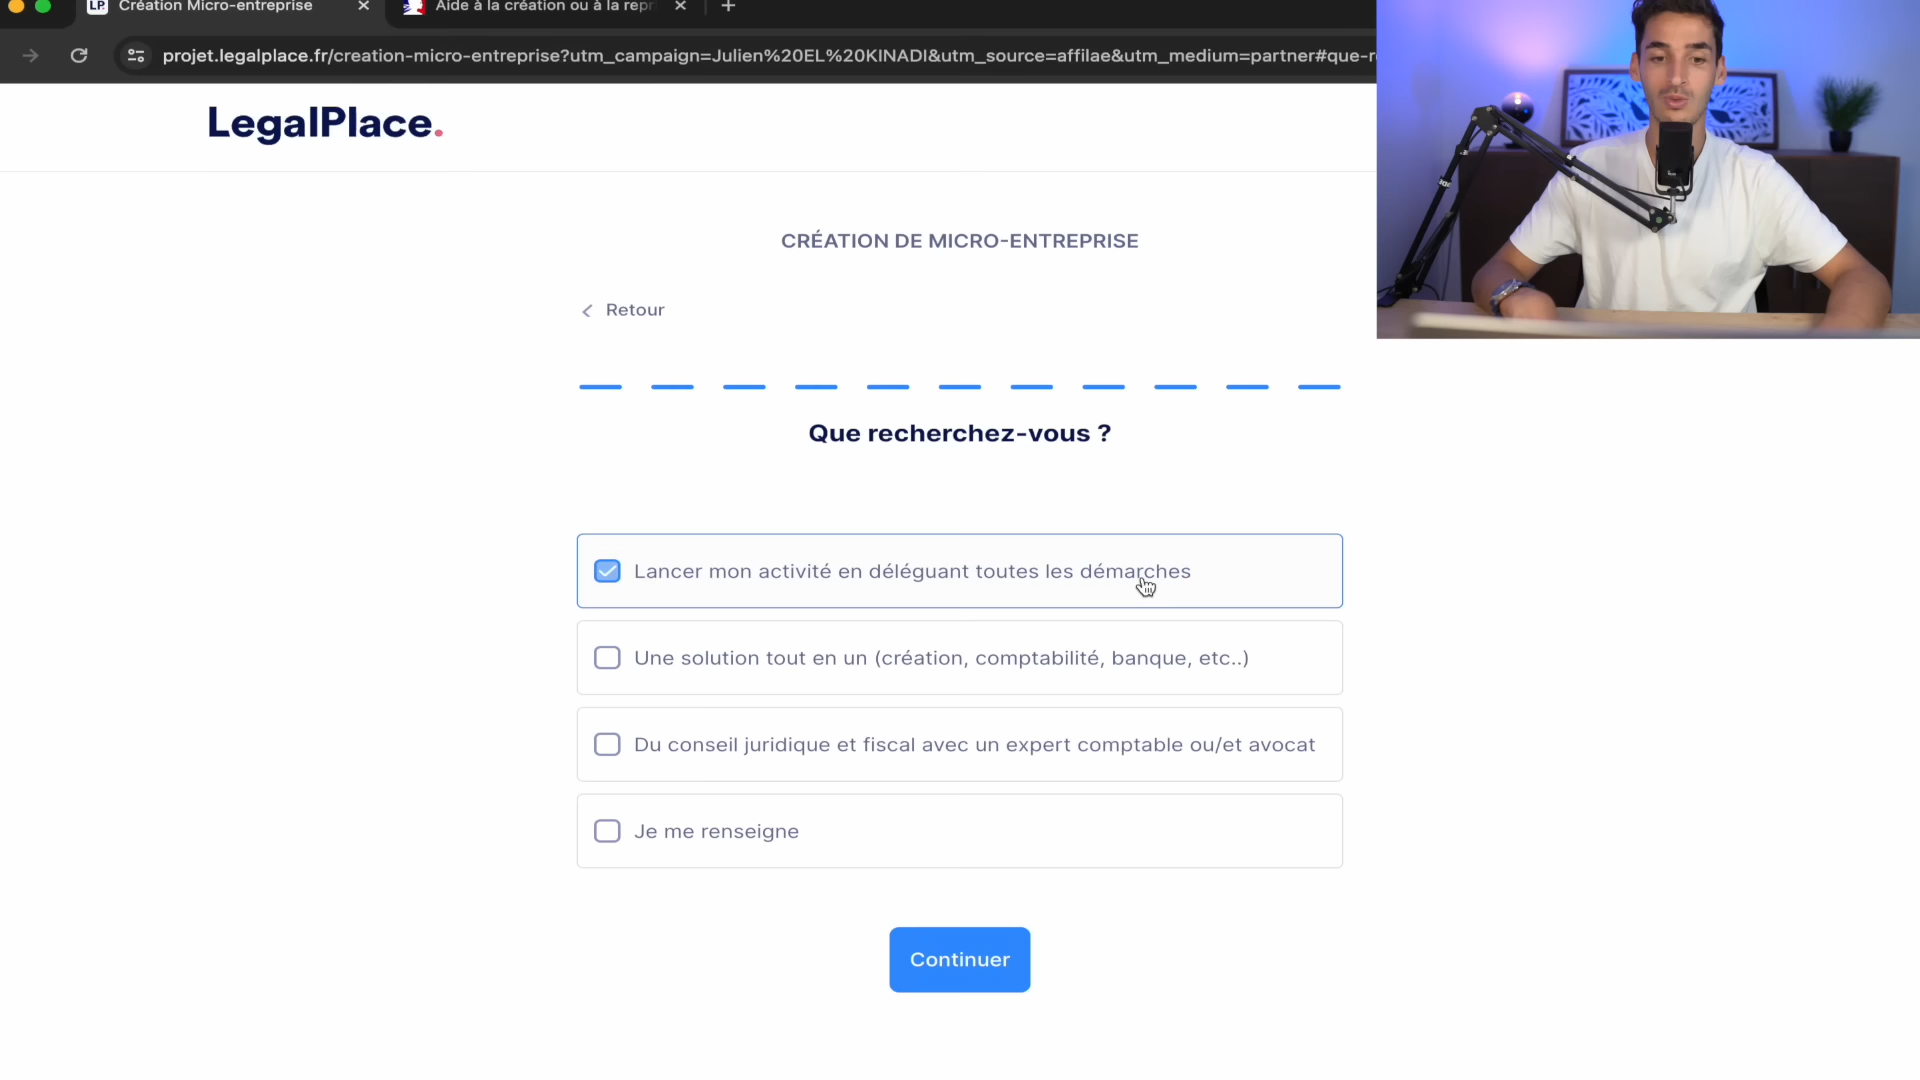 LP. Création Micro-entreprise
Aide à la création ou à la repr
projet.legalplace.fr/creation-micro-entreprise?utm_campaign=Julien%20EL%20KINADI&utm_source=affilae&utm_medium=partner#que-r
LegalPlace.
CRÉATION DE MICRO-ENTREPRISE
Retour
Que recherchez-vous ?
Lancer mon activité en déléguant toutes les démarches
Une solution tout en un (création, comptabilité, banque, etc..)
Du conseil juridique et fiscal avec un expert comptable ou/et avocat
Je me renseigne
Continuer